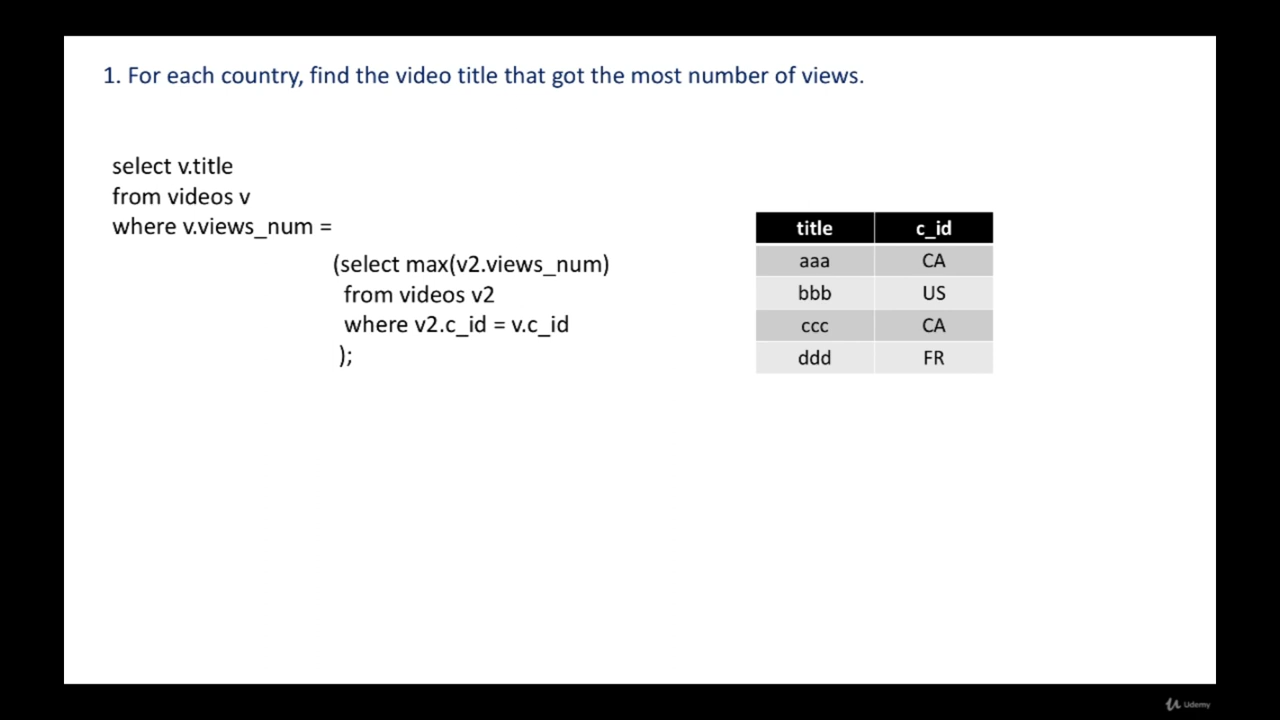 1. For each country, find the video title that got the most number of views.
select v.title
from videos v
where v.views_num =
(select max(v2.views_num)
from videos v2
where v2.c_id = v.c_id
);
title c_id
aaa CA
bbb US
ccc CA
ddd FR
Udemy